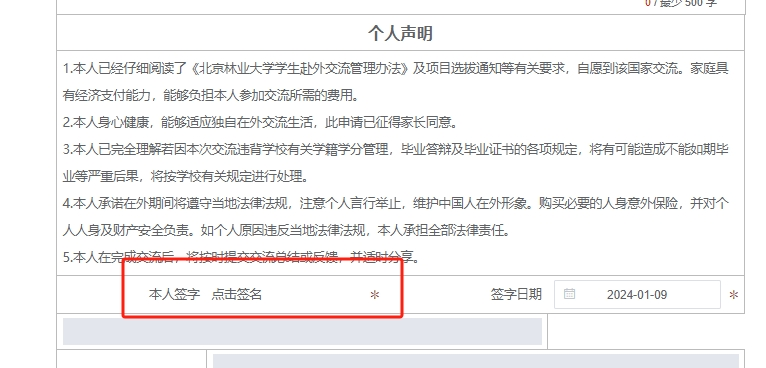 0 / 最少 500 字
个人声明
1.本人已经仔细阅读了《北京林业大学学生赴外交流管理办法》及项目选拔通知等有关要求，自愿到该国家交流。家庭具
有经济支付能力，能够负担本人参加交流所需的费用。
2.本人身心健康，能够适应独自在外交流生活，此申请已征得家长同意。
3.本人已完全理解若因本次交流违背学校有关学籍学分管理，毕业答辩及毕业证书的各项规定，将有可能造成不能如期毕
业等严重后果，将按学校有关规定进行处理。
4.本人承诺在外期间将遵守当地法律法规，注意个人言行举止，维护中国人在外形象。购买必要的人身意外保险，并对个
人人身及财产安全负责。如个人原因违反当地法律法规，本人承担全部法律责任。
5.本人在完成交流后，将按时提交交流总结或反馈，并适时分享。
本人签字 点击签名 * 签字日期 2024-01-09 *